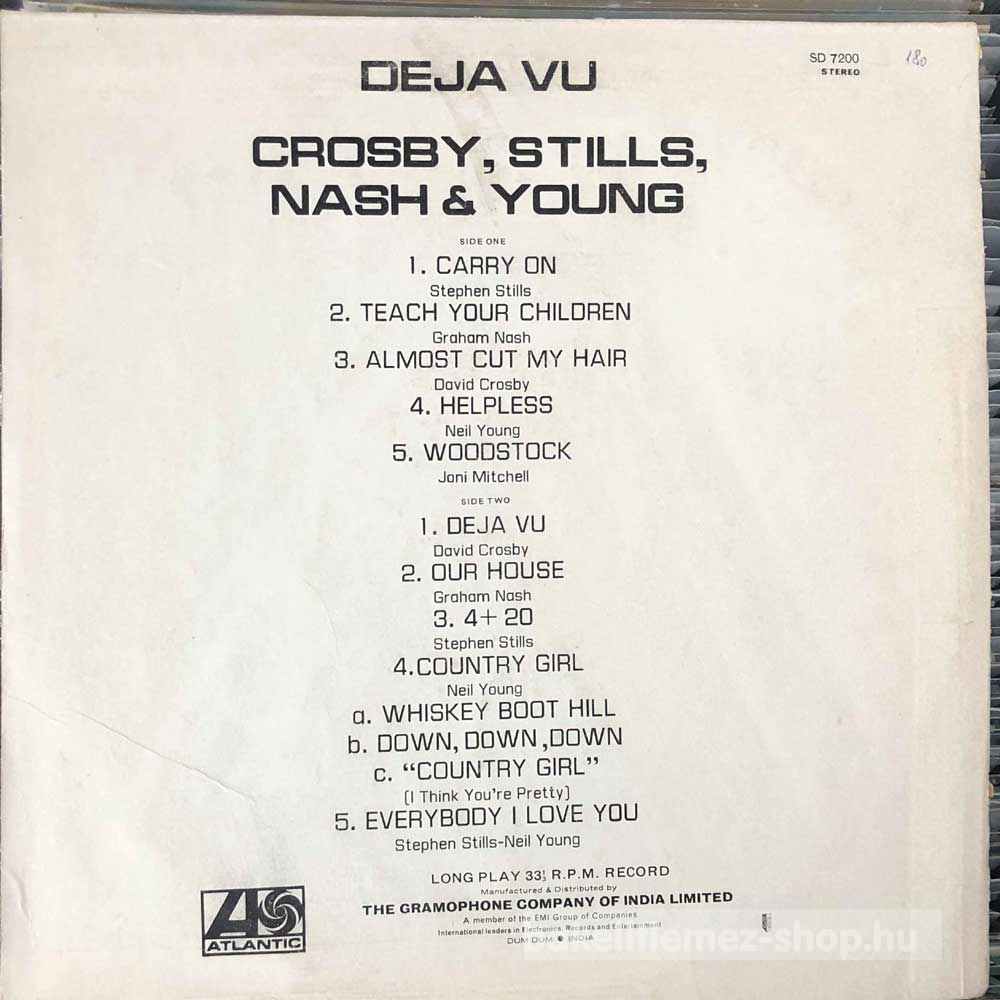 DEJA VU
SD 7200
STEREO
180
CROSBY, STILLS,
NASH & YOUNG
SIDE ONE
1. CARRY ON
Stephen Stills
2. TEACH YOUR CHILDREN
Graham Nash
3. ALMOST CUT MY HAIR
David Crosby
4. HELPLESS
Neil Young
5. WOODSTOCK
Joni Mitchell
SIDE TWO
1. DEJA VU
David Crosby
2. OUR HOUSE
Graham Nash
3. 4+ 20
Stephen Stills
4.COUNTRY GIRL
Neil Young
a. WHISKEY BOOT HILL
b. DOWN, DOWN ,DOWN
c. “COUNTRY GIRL”
(I Think You're Pretty)
5. EVERYBODY I LOVE YOU
Stephen Stills-Neil Young
LONG PLAY 33⅓ R.P.M. RECORD
Manufactured & Distributed by
THE GRAMOPHONE COMPANY OF INDIA LIMITED
A member of the EMI Group of Companies
International leaders in Electronics, Records and Entertainment
DUM DUM ● INDIA
ATLANTIC